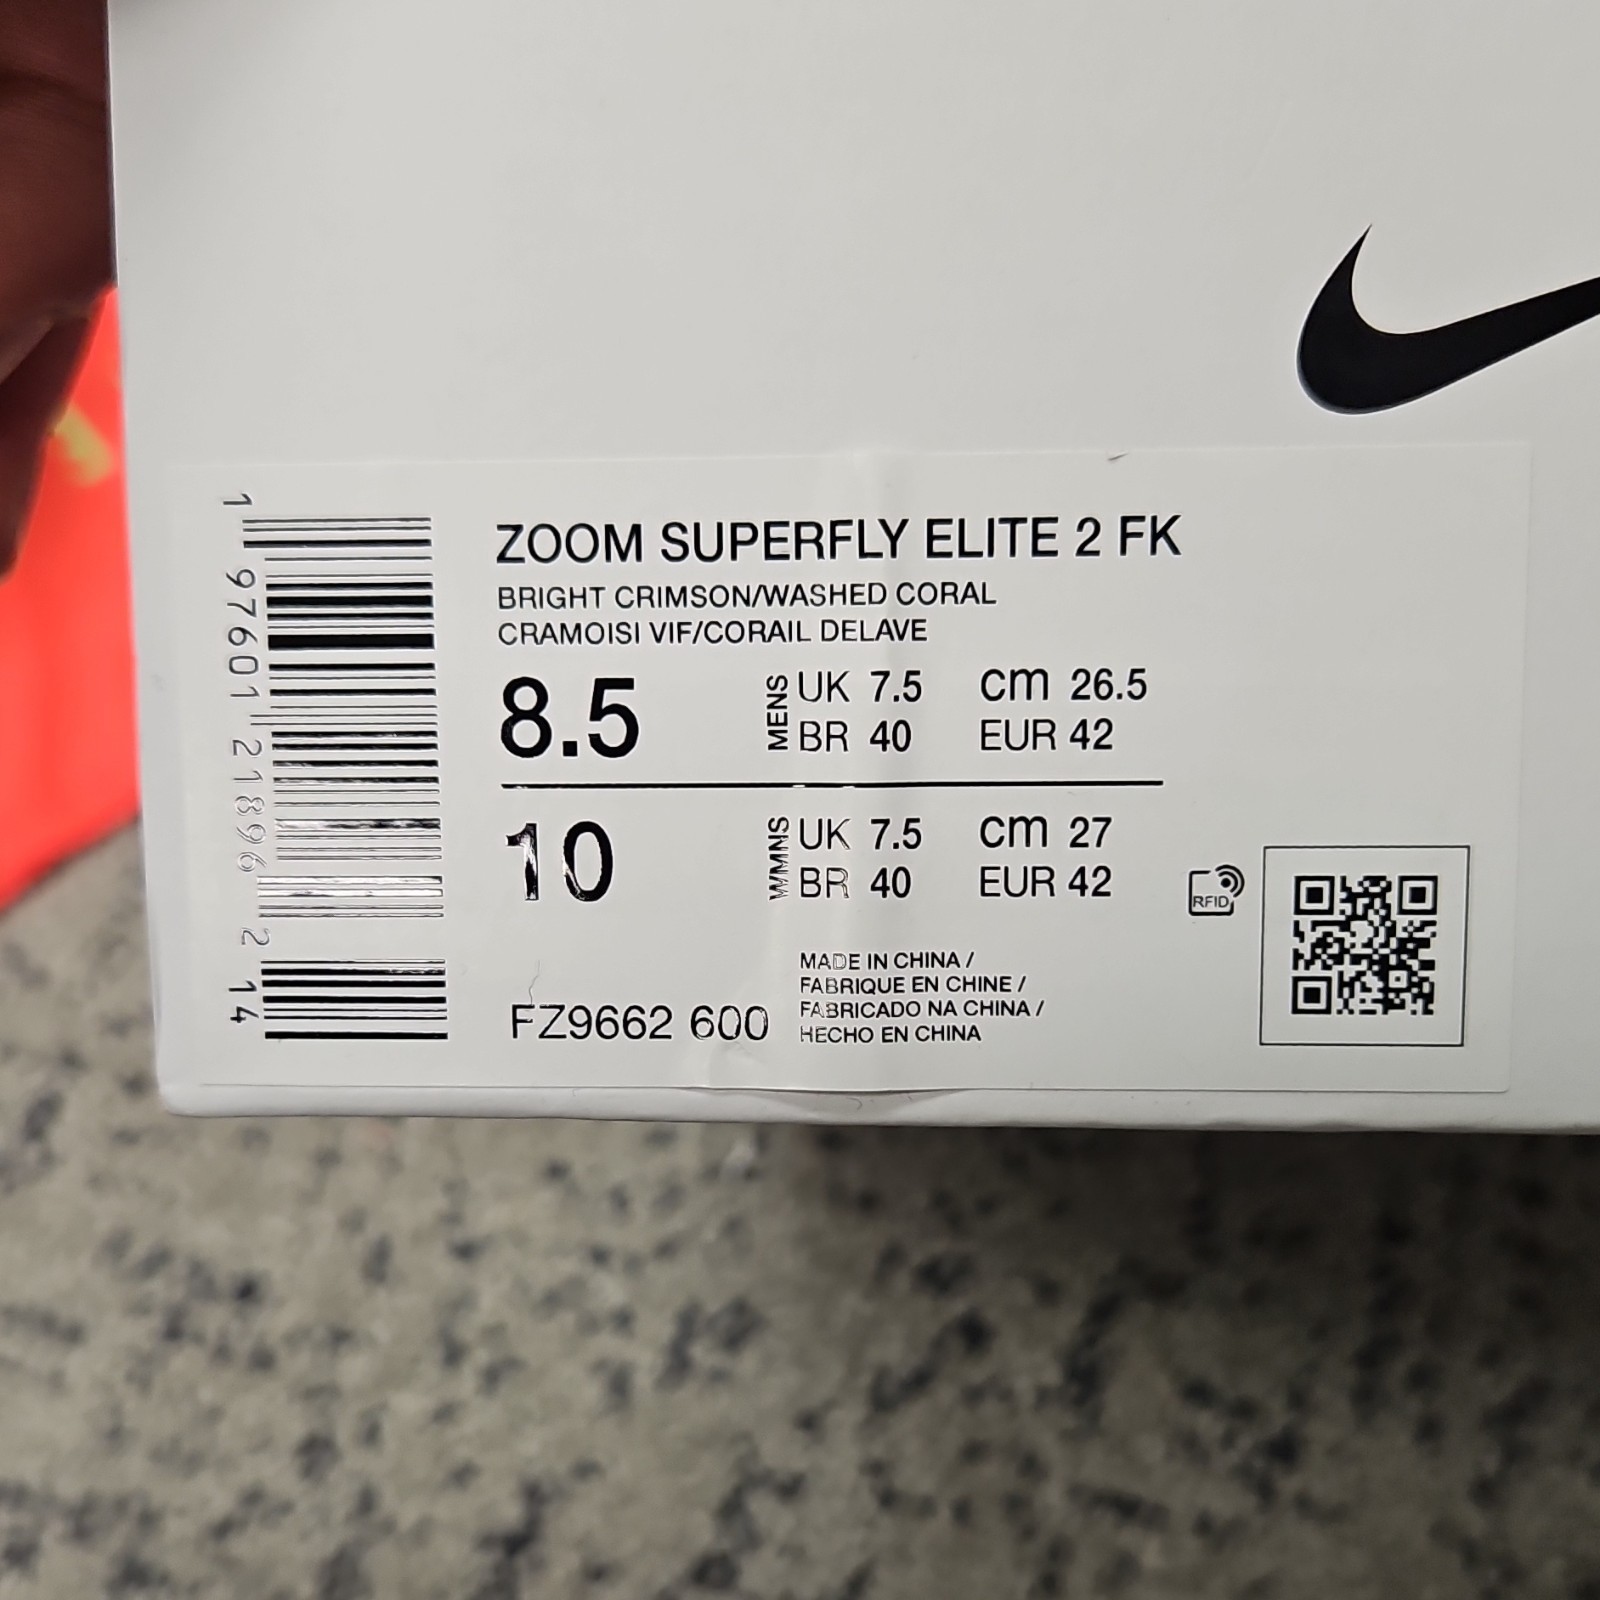 ZOOM SUPERFLY ELITE 2 FK
BRIGHT CRIMSON/WASHED CORAL
CRAMOISI VIF/CORAIL DELAVE
8.5 MENS UK 7.5 cm 26.5
BR 40 EUR 42
10 WMNS UK 7.5 cm 27
BR 40 EUR 42
RFID
FZ9662 600
MADE IN CHINA /
FABRIQUE EN CHINE /
FABRICADO NA CHINA /
HECHO EN CHINA
1 97601 21896 2 14